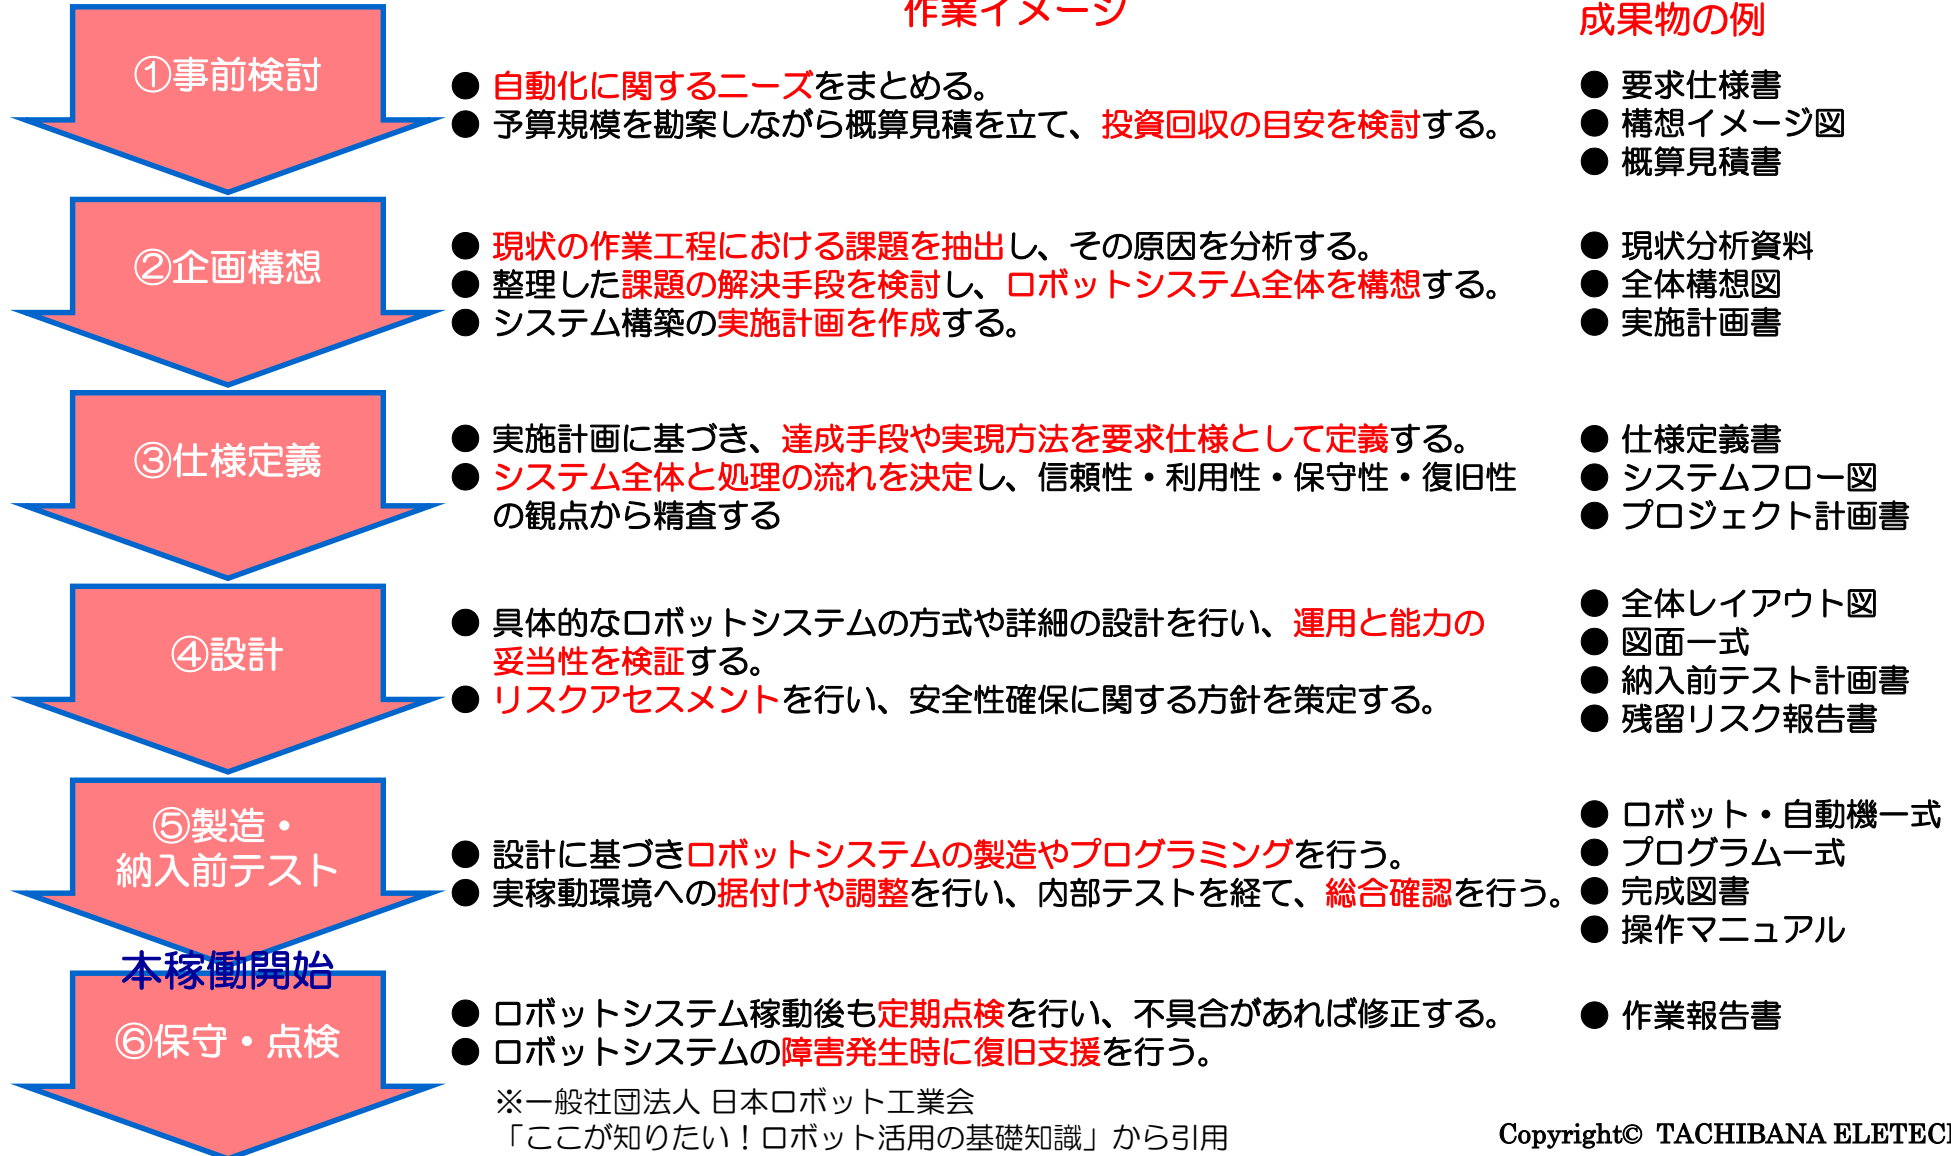 作業イメージ
成果物の例
①事前検討
● 自動化に関するニーズをまとめる。
● 予算規模を勘案しながら概算見積を立て、投資回収の目安を検討する。
● 要求仕様書
● 構想イメージ図
● 概算見積書
②企画構想
● 現状の作業工程における課題を抽出し、その原因を分析する。
● 整理した課題の解決手段を検討し、ロボットシステム全体を構想する。
● システム構築の実施計画を作成する。
● 現状分析資料
● 全体構想図
● 実施計画書
③仕様定義
● 実施計画に基づき、達成手段や実現方法を要求仕様として定義する。
● システム全体と処理の流れを決定し、信頼性・利用性・保守性・復旧性
の観点から精査する
● 仕様定義書
● システムフロー図
● プロジェクト計画書
④設計
● 具体的なロボットシステムの方式や詳細の設計を行い、運用と能力の
妥当性を検証する。
● リスクアセスメントを行い、安全性確保に関する方針を策定する。
● 全体レイアウト図
● 図面一式
● 納入前テスト計画書
● 残留リスク報告書
⑤製造・
納入前テスト
● 設計に基づきロボットシステムの製造やプログラミングを行う。
● 実稼動環境への据付けや調整を行い、内部テストを経て、総合確認を行う。
● ロボット・自動機一式
● プログラム一式
● 完成図書
● 操作マニュアル
本稼働開始
⑥保守・点検
● ロボットシステム稼動後も定期点検を行い、不具合があれば修正する。
● ロボットシステムの障害発生時に復旧支援を行う。
● 作業報告書
※一般社団法人 日本ロボット工業会
「ここが知りたい！ロボット活用の基礎知識」から引用
Copyright© TACHIBANA ELETECH